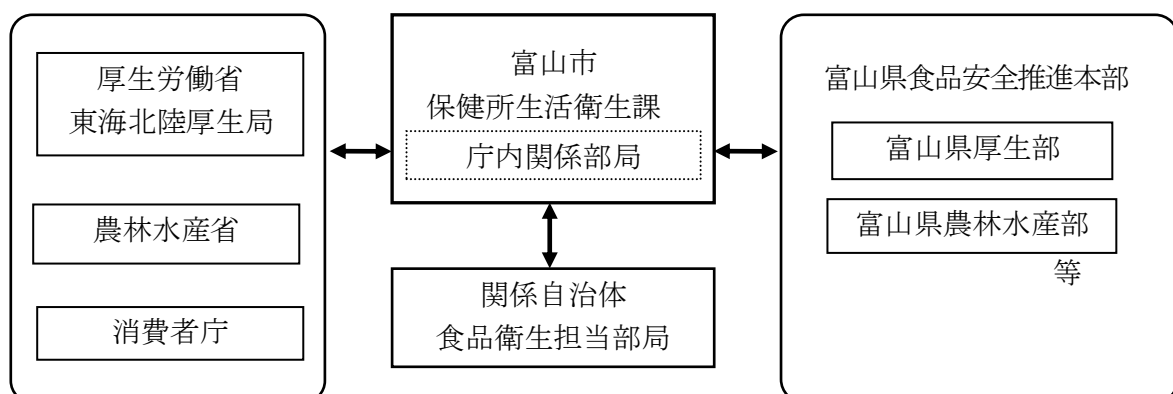 厚生労働省
東海北陸厚生局
農林水産省
消費者庁
富山市
保健所生活衛生課
庁内関係部局
関係自治体
食品衛生担当部局
富山県食品安全推進本部
富山県厚生部
富山県農林水産部
等